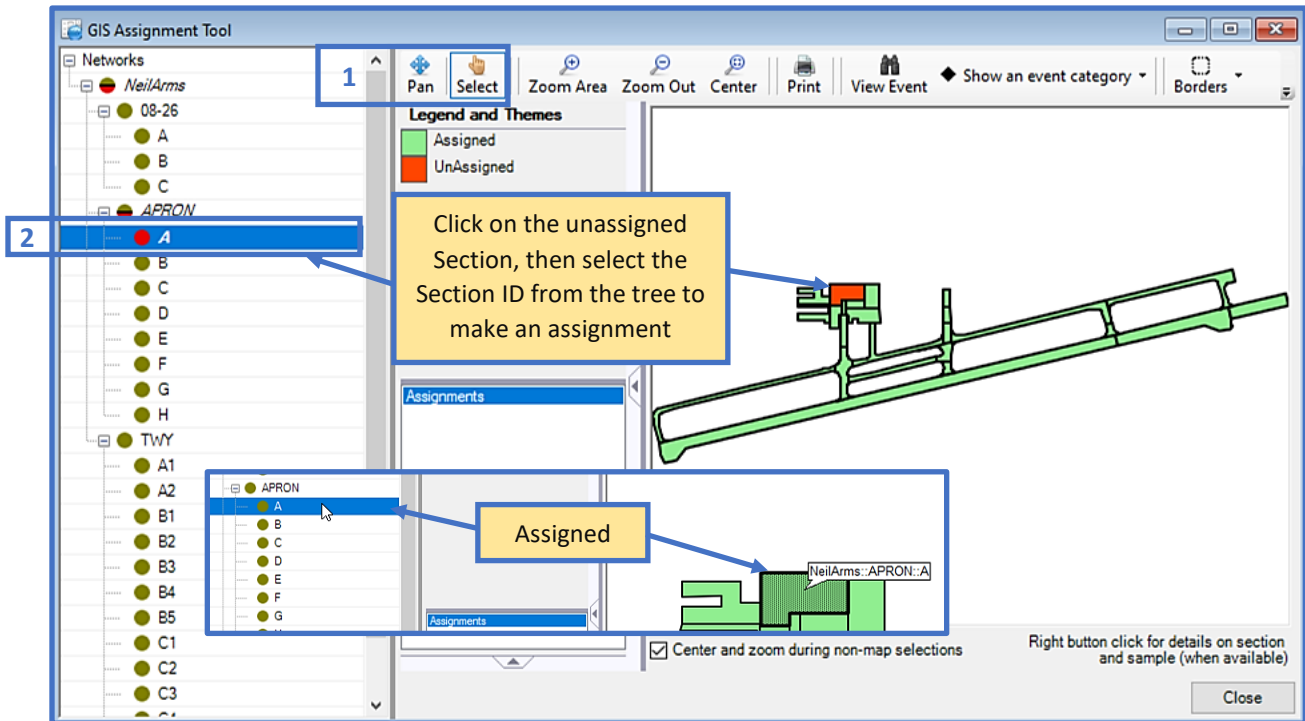 GIS Assignment Tool
Networks
NeilArms
08-26
A
B
C
APRON
A
B
C
D
E
F
G
H
TWY
A1
A2
B1
B2
B3
B4
B5
C1
C2
C3
1
2
Pan
Select
Zoom Area
Zoom Out
Center
Print
View Event
Show an event category
Borders
Legend and Themes
Assigned
UnAssigned
Click on the unassigned
Section, then select the
Section ID from the tree to
make an assignment
Assignments
APRON
A
B
C
D
E
F
G
Assignments
Assigned
NeilArms::APRON::A
Center and zoom during non-map selections
Right button click for details on section
and sample (when available)
Close